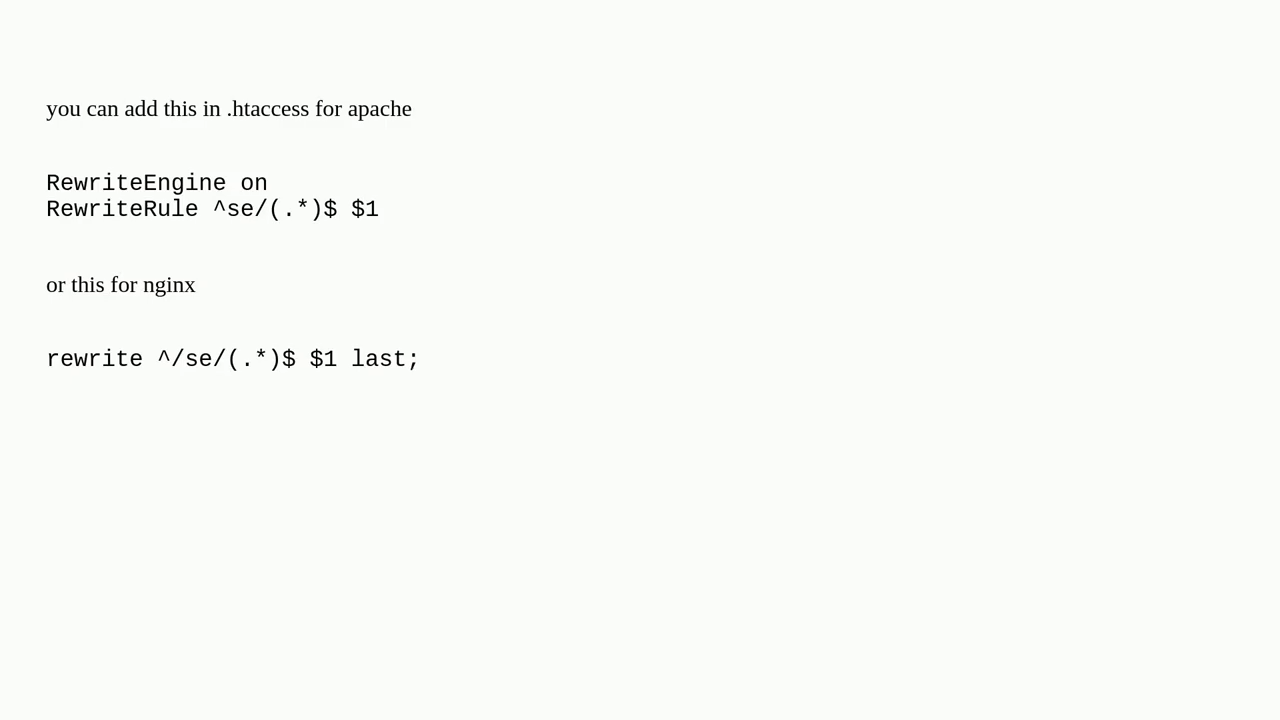 you can add this in .htaccess for apache
RewriteEngine on
RewriteRule ^se/(.*)$ $1
or this for nginx
rewrite ^/se/(.*)$ $1 last;